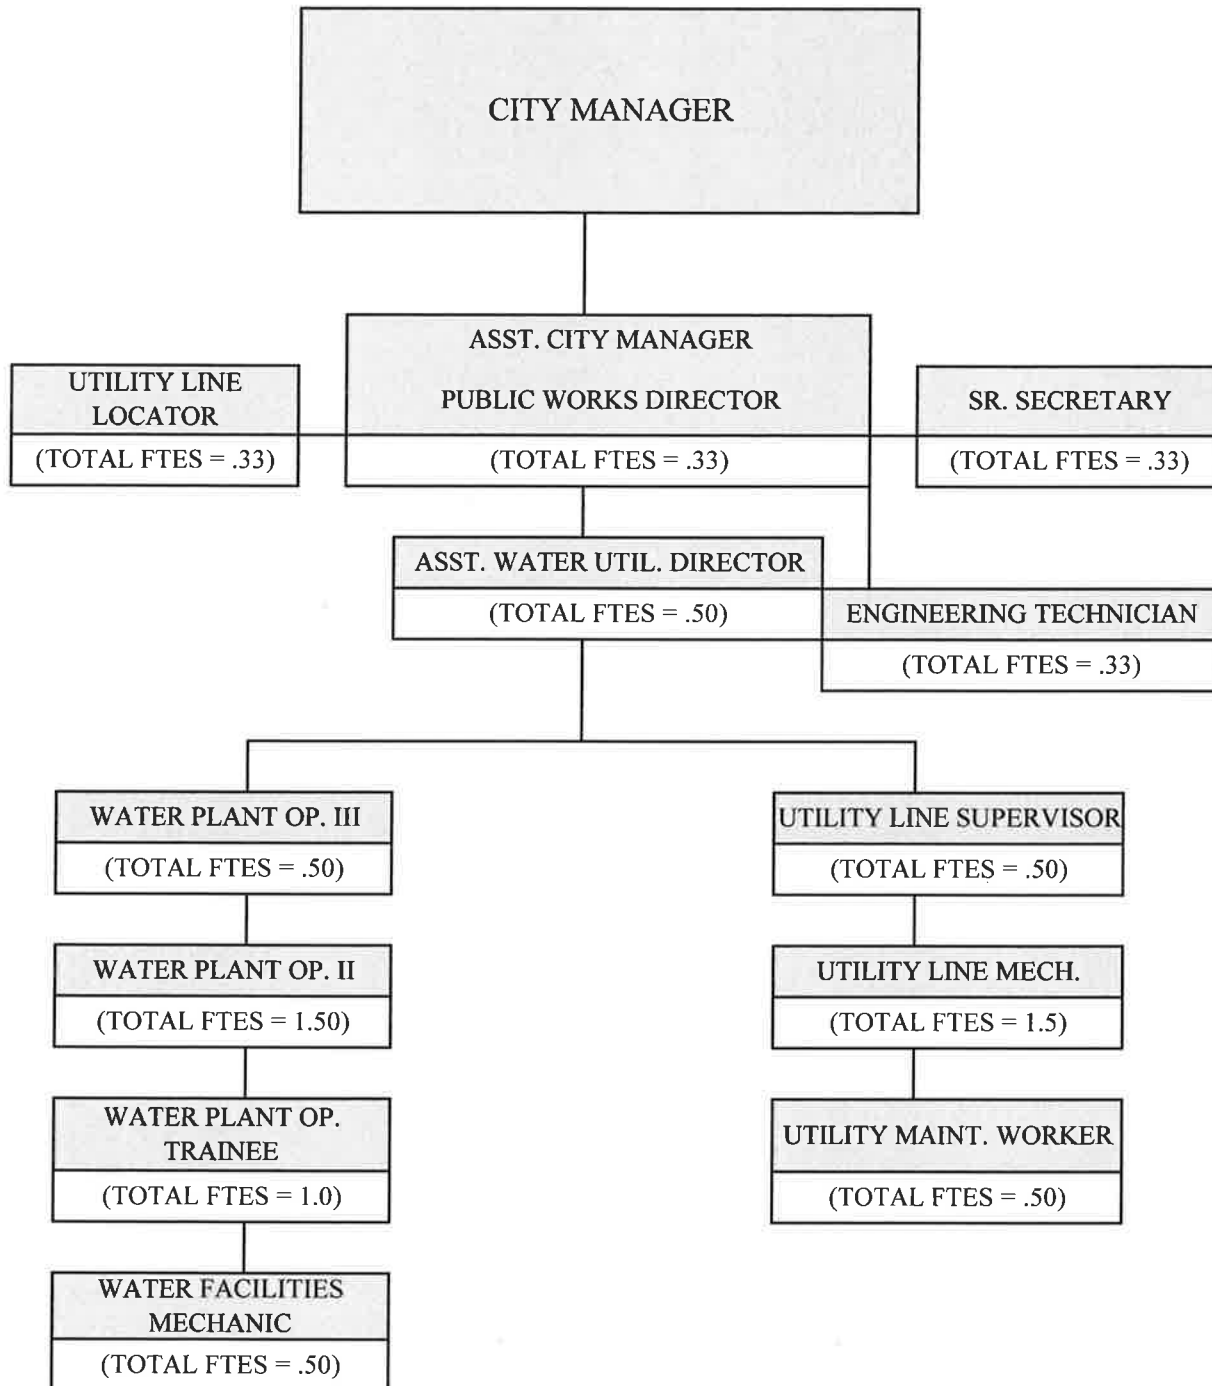 CITY MANAGER
ASST. CITY MANAGER
PUBLIC WORKS DIRECTOR
(TOTAL FTES = .33)
UTILITY LINE
LOCATOR
(TOTAL FTES = .33)
SR. SECRETARY
(TOTAL FTES = .33)
ASST. WATER UTIL. DIRECTOR
(TOTAL FTES = .50)
ENGINEERING TECHNICIAN
(TOTAL FTES = .33)
WATER PLANT OP. III
(TOTAL FTES = .50)
WATER PLANT OP. II
(TOTAL FTES = 1.50)
WATER PLANT OP.
TRAINEE
(TOTAL FTES = 1.0)
WATER FACILITIES
MECHANIC
(TOTAL FTES = .50)
UTILITY LINE SUPERVISOR
(TOTAL FTES = .50)
UTILITY LINE MECH.
(TOTAL FTES = 1.5)
UTILITY MAINT. WORKER
(TOTAL FTES = .50)